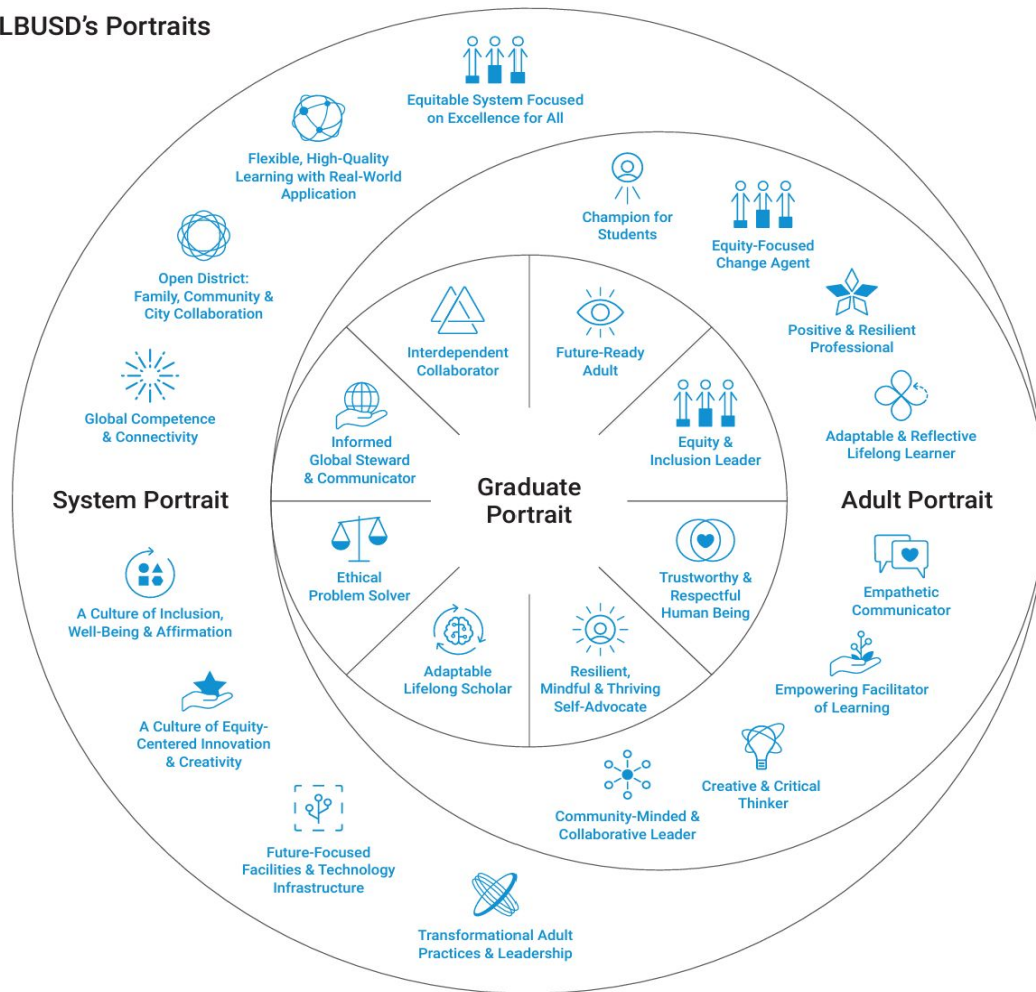 LBUSD's Portraits
Equitable System Focused
on Excellence for All
Flexible, High-Quality
Learning with Real-World
Application
Open District:
Family, Community &
City Collaboration
Global Competence
& Connectivity
System Portrait
A Culture of Inclusion,
Well-Being & Affirmation
A Culture of Equity-
Centered Innovation
& Creativity
Future-Focused
Facilities & Technology
Infrastructure
Transformational Adult
Practices & Leadership
Interdependent
Collaborator
Future-Ready
Adult
Informed
Global Steward
& Communicator
Equity &
Inclusion Leader
Graduate
Portrait
Ethical
Problem Solver
Trustworthy &
Respectful
Human Being
Adaptable
Lifelong Scholar
Resilient,
Mindful & Thriving
Self-Advocate
Champion for
Students
Equity-Focused
Change Agent
Positive & Resilient
Professional
Adaptable & Reflective
Lifelong Learner
Adult Portrait
Empathetic
Communicator
Empowering Facilitator
of Learning
Creative & Critical
Thinker
Community-Minded &
Collaborative Leader